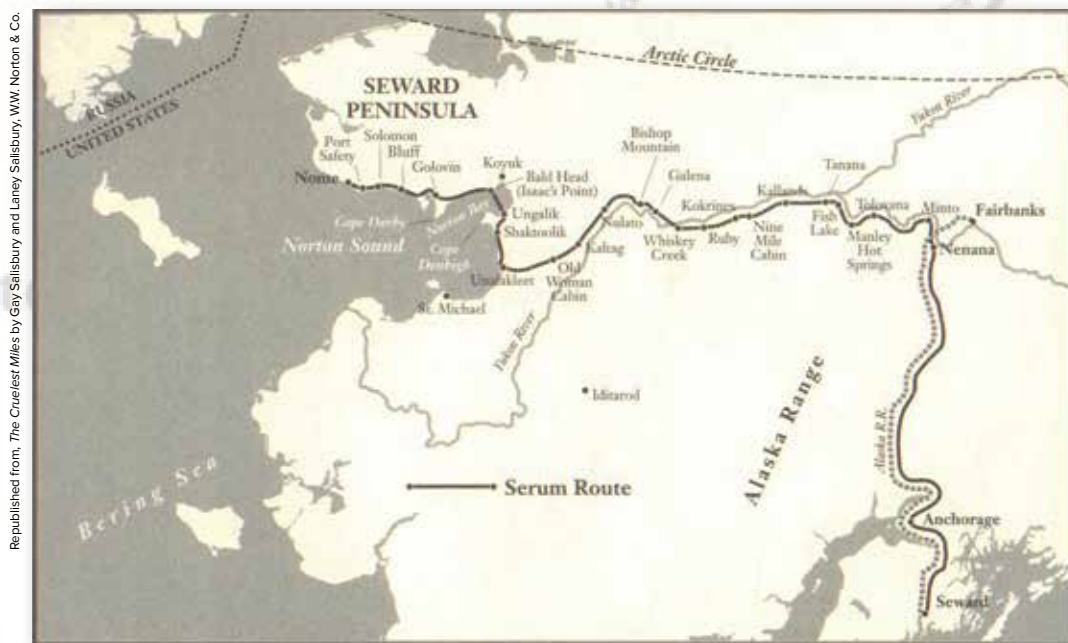 Republished from, The Cruelest Miles by Gay Salisbury and Laney Salisbury, W.W. Norton & Co.
RUSSIA
UNITED STATES
Arctic Circle
SEWARD
PENINSULA
Yukon River
Port
Safety
Solomon
Bluff
Golovin
Koyuk
Bald Head
(Isaac's Point)
Bishop
Mountain
Galena
Tanana
Nome
Kokrines
Kallands
Tolovana
Minto
Fairbanks
Cape Darby
Norton Bay
Ungalik
Shaktoolik
Norton Sound
Cape
Denbigh
Nulato
Kaltag
Whiskey
Creek
Ruby
Nine
Mile
Cabin
Fish
Lake
Manley
Hot
Springs
Nenana
Unalakleet
Old
Woman
Cabin
St. Michael
Yukon River
Iditarod
Alaska Range
Alaska R.R.
Bering Sea
Serum Route
Anchorage
Seward